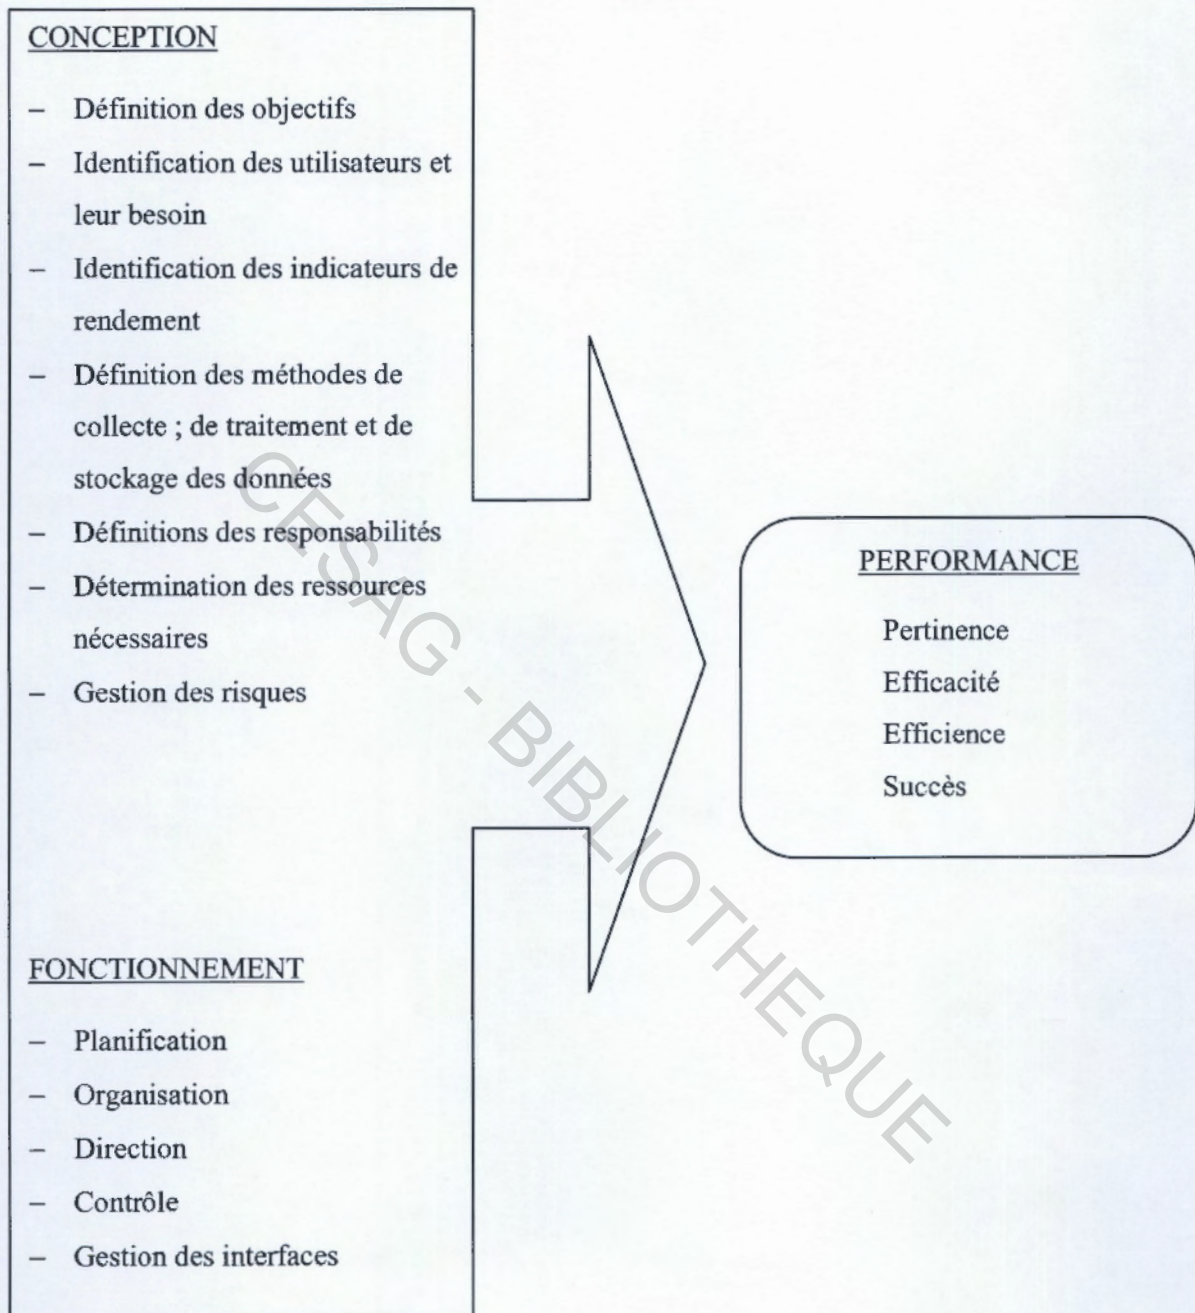 CONCEPTION
– Définition des objectifs
– Identification des utilisateurs et
leur besoin
– Identification des indicateurs de
rendement
– Définition des méthodes de
collecte ; de traitement et de
stockage des données
– Définitions des responsabilités
– Détermination des ressources
nécessaires
– Gestion des risques
FONCTIONNEMENT
– Planification
– Organisation
– Direction
– Contrôle
– Gestion des interfaces
PERFORMANCE
Pertinence
Efficacité
Efficience
Succès
CESAG - BIBLIOTHEQUE